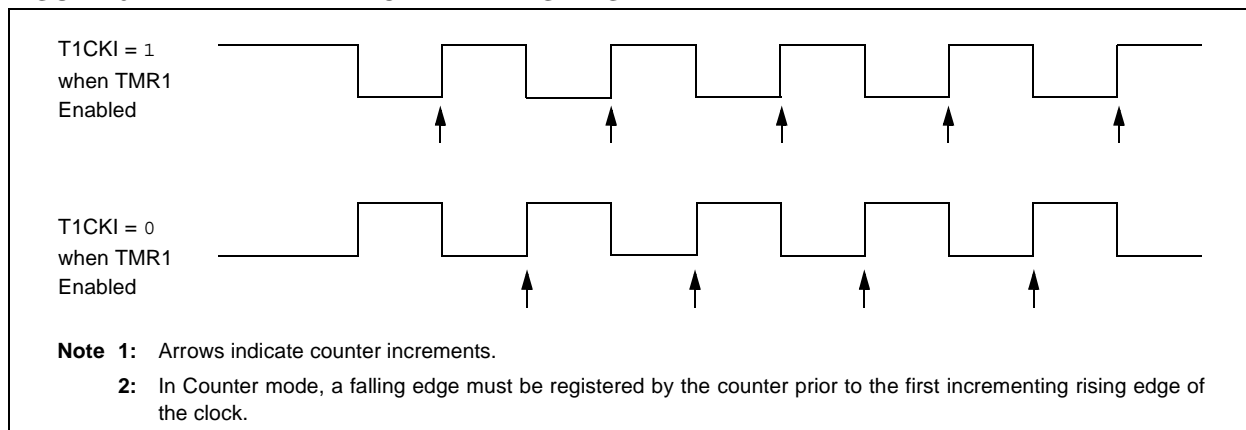 T1CKI = 1
when TMR1
Enabled
T1CKI = 0
when TMR1
Enabled
Note 1: Arrows indicate counter increments.
2: In Counter mode, a falling edge must be registered by the counter prior to the first incrementing rising edge of
the clock.